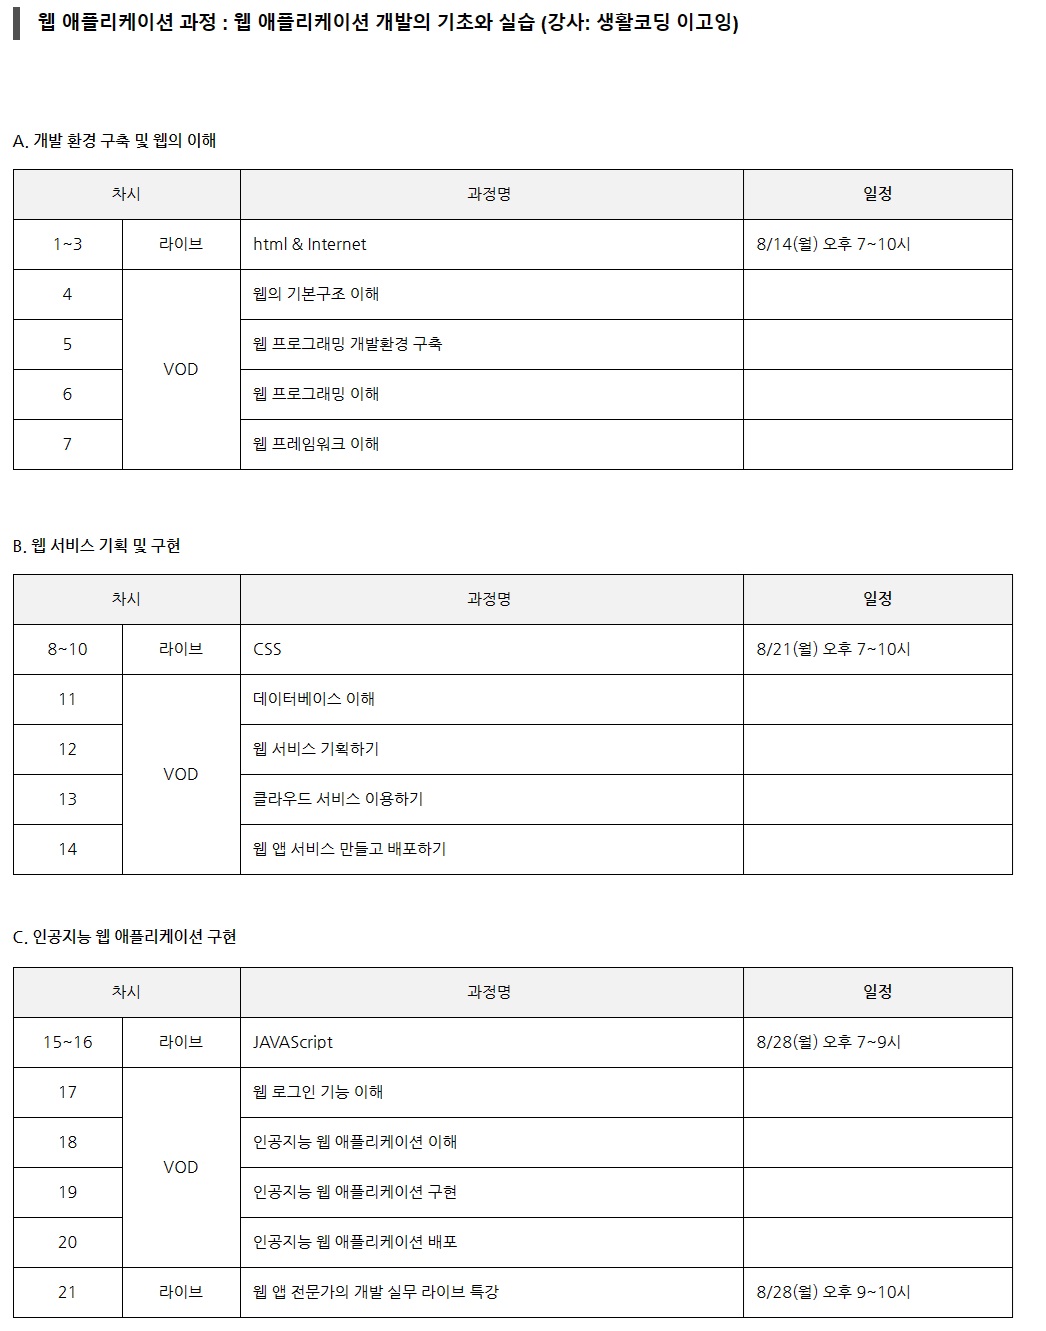 웹 애플리케이션 과정 : 웹 애플리케이션 개발의 기초와 실습 (강사: 생활코딩 이고잉)
A. 개발 환경 구축 및 웹의 이해
차시 과정명 일정
1~3 라이브 html & Internet 8/14(월) 오후 7~10시
4 웹의 기본구조 이해
5 웹 프로그래밍 개발환경 구축
VOD
6 웹 프로그래밍 이해
7 웹 프레임워크 이해
B. 웹 서비스 기획 및 구현
차시 과정명 일정
8~10 라이브 CSS 8/21(월) 오후 7~10시
11 데이터베이스 이해
12 웹 서비스 기획하기
VOD
13 클라우드 서비스 이용하기
14 웹 앱 서비스 만들고 배포하기
C. 인공지능 웹 애플리케이션 구현
차시 과정명 일정
15~16 라이브 JAVAScript 8/28(월) 오후 7~9시
17 웹 로그인 기능 이해
18 인공지능 웹 애플리케이션 이해
VOD
19 인공지능 웹 애플리케이션 구현
20 인공지능 웹 애플리케이션 배포
21 라이브 웹 앱 전문가의 개발 실무 라이브 특강 8/28(월) 오후 9~10시